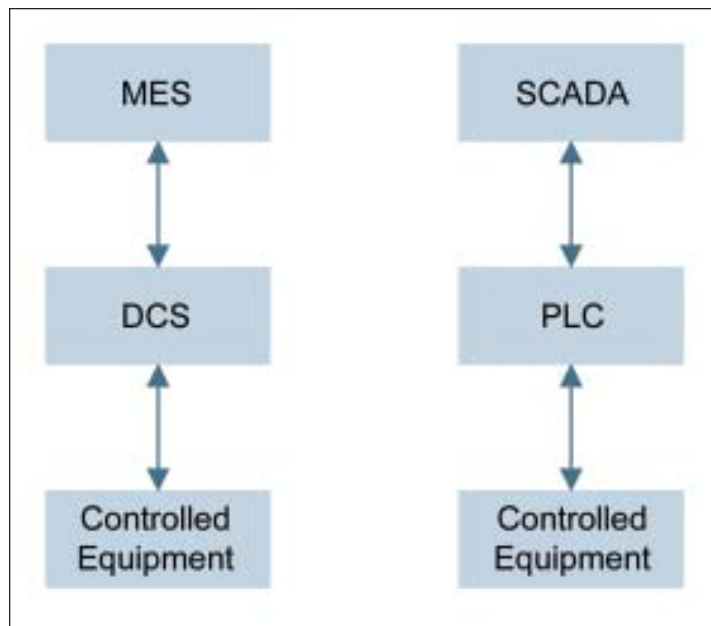 MES
SCADA
DCS
PLC
Controlled
Equipment
Controlled
Equipment